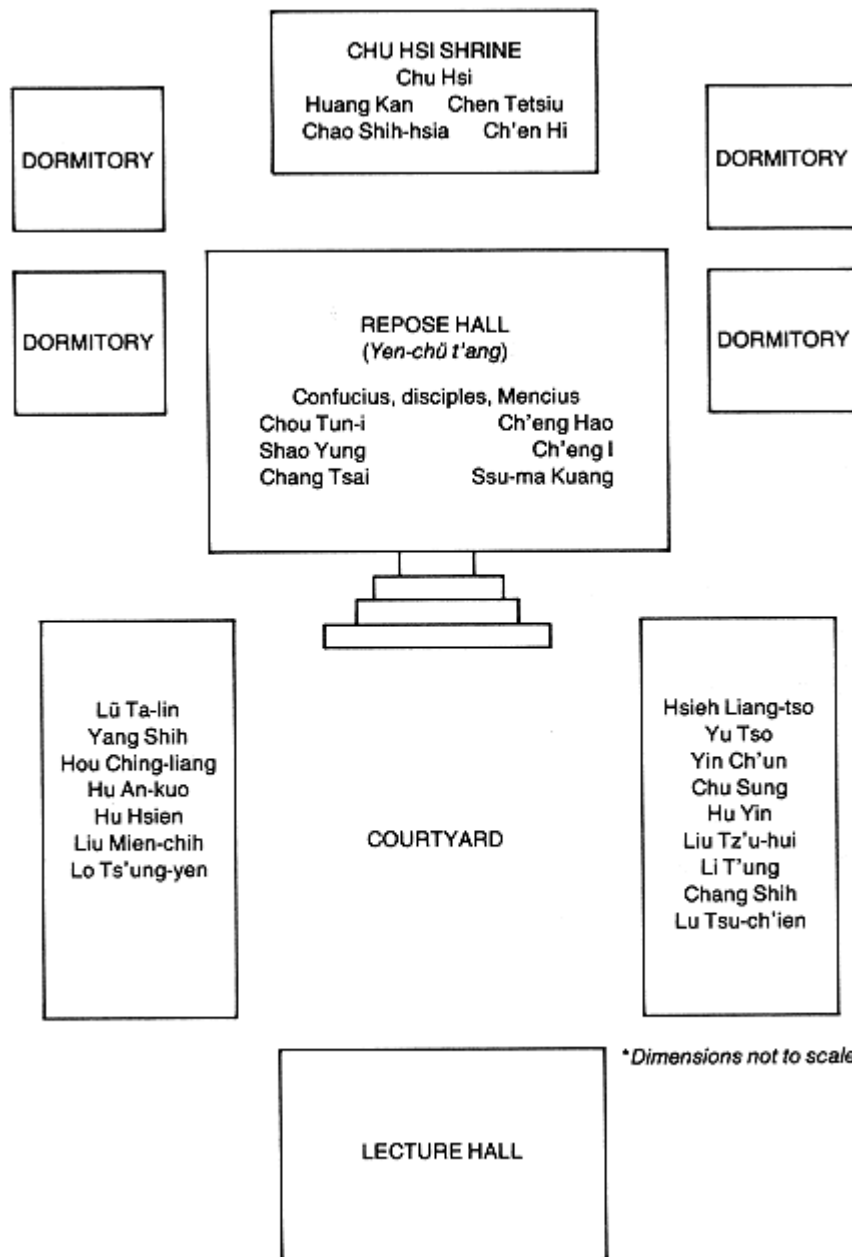 CHU HSI SHRINE
Chu Hsi
Huang Kan Chen Tetsiu
Chao Shih-hsia Ch'en Hi
DORMITORY
DORMITORY
DORMITORY
DORMITORY
REPOSE HALL
(Yen-chü t'ang)
Confucius, disciples, Mencius
Chou Tun-i Ch'eng Hao
Shao Yung Ch'eng I
Chang Tsai Ssu-ma Kuang
Lü Ta-lin
Yang Shih
Hou Ching-liang
Hu An-kuo
Hu Hsien
Liu Mien-chih
Lo Ts'ung-yen
COURTYARD
Hsieh Liang-tso
Yu Tso
Yin Ch'un
Chu Sung
Hu Yin
Liu Tz'u-hui
Li T'ung
Chang Shih
Lu Tsu-ch'ien
*Dimensions not to scale
LECTURE HALL